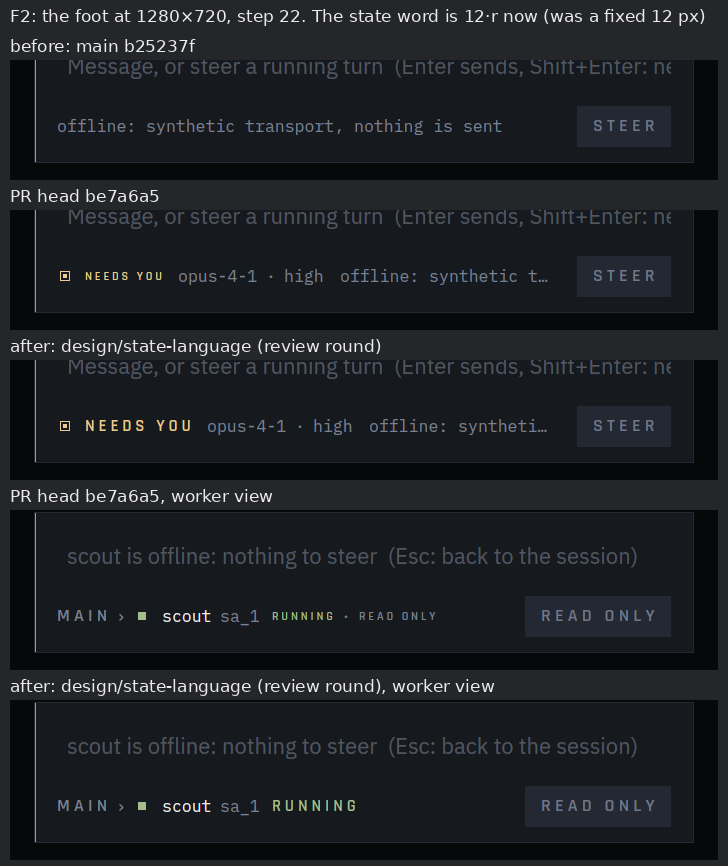 F2: the foot at 1280×720, step 22. The state word is 12·r now (was a fixed 12 px)
before: main b25237f
Message, or steer a running turn (Enter sends, Shift+Enter: ne
offline: synthetic transport, nothing is sent STEER
PR head be7a6a5
Message, or steer a running turn (Enter sends, Shift+Enter: ne
NEEDS YOU opus-4-1 · high offline: synthetic t… STEER
after: design/state-language (review round)
Message, or steer a running turn (Enter sends, Shift+Enter: ne
NEEDS YOU opus-4-1 · high offline: syntheti… STEER
PR head be7a6a5, worker view
scout is offline: nothing to steer (Esc: back to the session)
MAIN › scout sa_1 RUNNING · READ ONLY READ ONLY
after: design/state-language (review round), worker view
scout is offline: nothing to steer (Esc: back to the session)
MAIN › scout sa_1 RUNNING READ ONLY